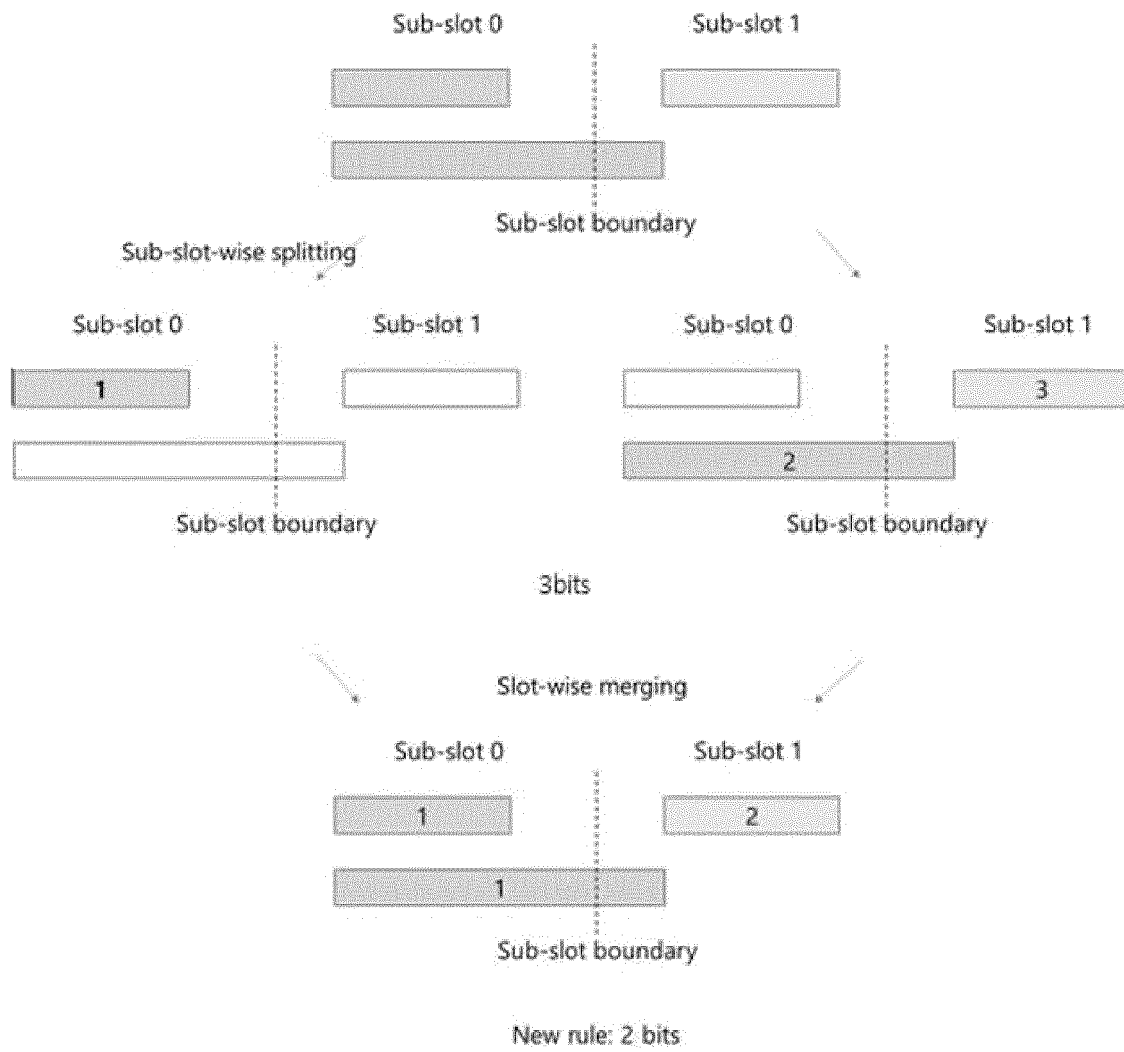 Sub-slot 0 Sub-slot 1
Sub-slot boundary
Sub-slot-wise splitting
Sub-slot 0 Sub-slot 1 Sub-slot 0 Sub-slot 1
1 3
2
Sub-slot boundary Sub-slot boundary
3bits
Slot-wise merging
Sub-slot 0 Sub-slot 1
1 2
1
Sub-slot boundary
New rule: 2 bits